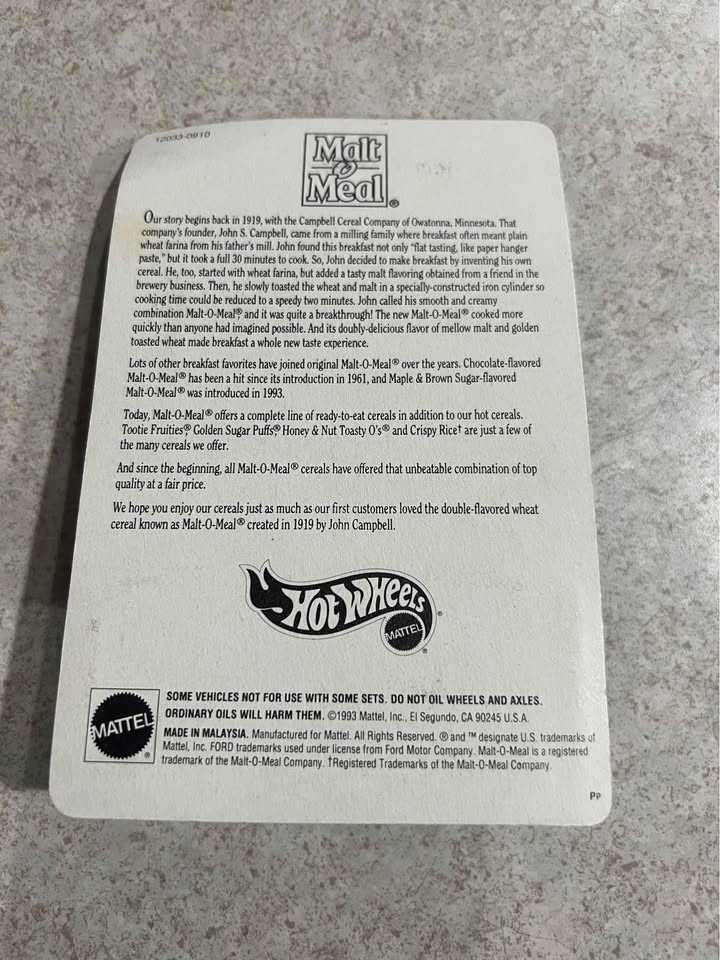 12033-0910
Malt
O
Meal®
Our story begins back in 1919, with the Campbell Cereal Company of Owatonna, Minnesota. That
company's founder, John S. Campbell, came from a milling family where breakfast often meant plain
wheat farina from his father's mill. John found this breakfast not only "flat tasting, like paper hanger
paste," but it took a full 30 minutes to cook. So, John decided to make breakfast by inventing his own
cereal. He, too, started with wheat farina, but added a tasty malt flavoring obtained from a friend in the
brewery business. Then, he slowly toasted the wheat and malt in a specially-constructed iron cylinder so
cooking time could be reduced to a speedy two minutes. John called his smooth and creamy
combination Malt-O-Meal,® and it was quite a breakthrough! The new Malt-O-Meal® cooked more
quickly than anyone had imagined possible. And its doubly-delicious flavor of mellow malt and golden
toasted wheat made breakfast a whole new taste experience.
Lots of other breakfast favorites have joined original Malt-O-Meal® over the years. Chocolate-flavored
Malt-O-Meal® has been a hit since its introduction in 1961, and Maple & Brown Sugar-flavored
Malt-O-Meal® was introduced in 1993.
Today, Malt-O-Meal® offers a complete line of ready-to-eat cereals in addition to our hot cereals.
Tootie Fruities,® Golden Sugar Puffs,® Honey & Nut Toasty O's® and Crispy Rice† are just a few of
the many cereals we offer.
And since the beginning, all Malt-O-Meal® cereals have offered that unbeatable combination of top
quality at a fair price.
We hope you enjoy our cereals just as much as our first customers loved the double-flavored wheat
cereal known as Malt-O-Meal® created in 1919 by John Campbell.
Hot Wheels®
MATTEL®
MATTEL®
SOME VEHICLES NOT FOR USE WITH SOME SETS. DO NOT OIL WHEELS AND AXLES.
ORDINARY OILS WILL HARM THEM. ©1993 Mattel, Inc., El Segundo, CA 90245 U.S.A.
MADE IN MALAYSIA. Manufactured for Mattel. All Rights Reserved. ® and ™ designate U.S. trademarks of
Mattel, Inc. FORD trademarks used under license from Ford Motor Company. Malt-O-Meal is a registered
trademark of the Malt-O-Meal Company. †Registered Trademarks of the Malt-O-Meal Company.
PP